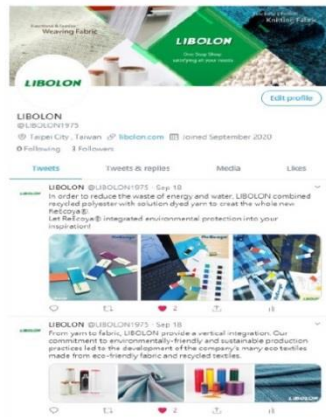 Weaving Fabric
Knitting Fabric
LIBOLON
One Stop Shop
satisfying all your needs
LIBOLON
Edit profile
LIBOLON
@LIBOLON1975
Taipei City, Taiwan libolon.com Joined September 2020
0 Following 3 Followers
Tweets Tweets & replies Media Likes
LIBOLON @LIBOLON1975 · Sep 18
In order to reduce the waste of energy and water, LIBOLON combined
recycled polyester with solution dyed yarn to creat the whole new
ReEcoya®.
Let ReEcoya® integrated environmental protection into your
inspiration!
2
LIBOLON @LIBOLON1975 · Sep 18
From yarn to fabric, LIBOLON provide a vertical integration. Our
commitment to environmentally-friendly and sustainable production
practices led to the development of the company's many eco textiles
made from eco-friendly fabric and recycled textiles.
LIBOLON
2